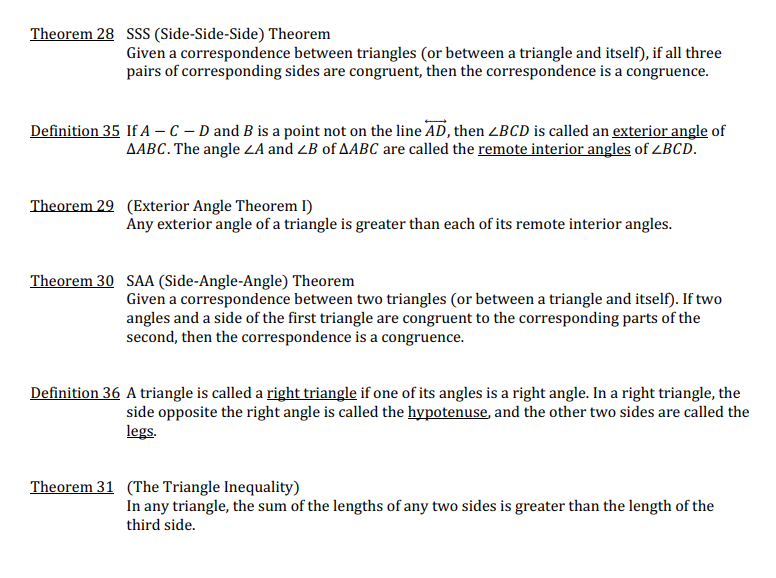 Theorem 28 SSS (Side-Side-Side) Theorem
Given a correspondence between triangles (or between a triangle and itself), if all three
pairs of corresponding sides are congruent, then the correspondence is a congruence.
Definition 35 If A − C − D and B is a point not on the line \overleftrightarrow{AD}, then ∠BCD is called an exterior angle of
ΔABC. The angle ∠A and ∠B of ΔABC are called the remote interior angles of ∠BCD.
Theorem 29 (Exterior Angle Theorem I)
Any exterior angle of a triangle is greater than each of its remote interior angles.
Theorem 30 SAA (Side-Angle-Angle) Theorem
Given a correspondence between two triangles (or between a triangle and itself). If two
angles and a side of the first triangle are congruent to the corresponding parts of the
second, then the correspondence is a congruence.
Definition 36 A triangle is called a right triangle if one of its angles is a right angle. In a right triangle, the
side opposite the right angle is called the hypotenuse, and the other two sides are called the
legs.
Theorem 31 (The Triangle Inequality)
In any triangle, the sum of the lengths of any two sides is greater than the length of the
third side.